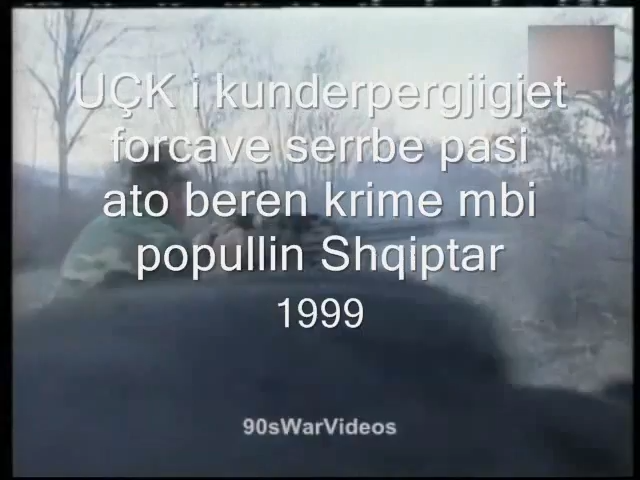 UÇK i kunderpergjigjet
forcave serrbe pasi
ato beren krime mbi
popullin Shqiptar
1999
90sWarVideos